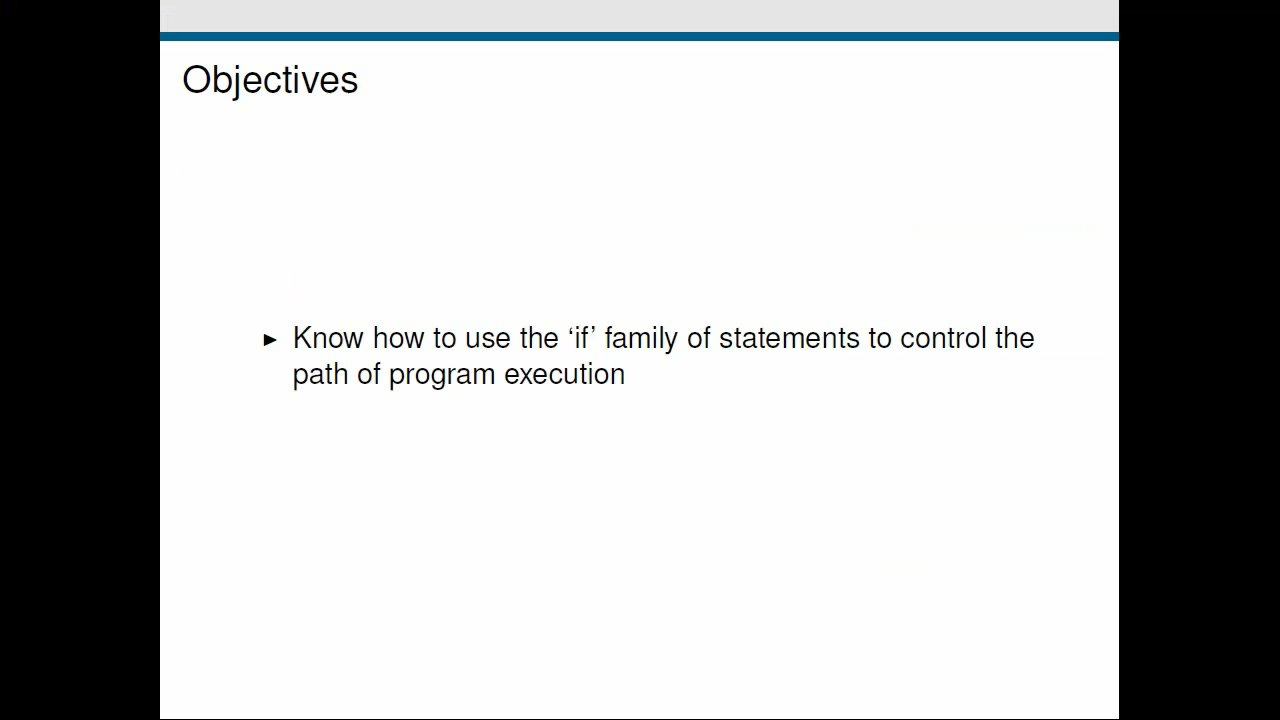 Objectives
▶ Know how to use the ‘if’ family of statements to control the
path of program execution